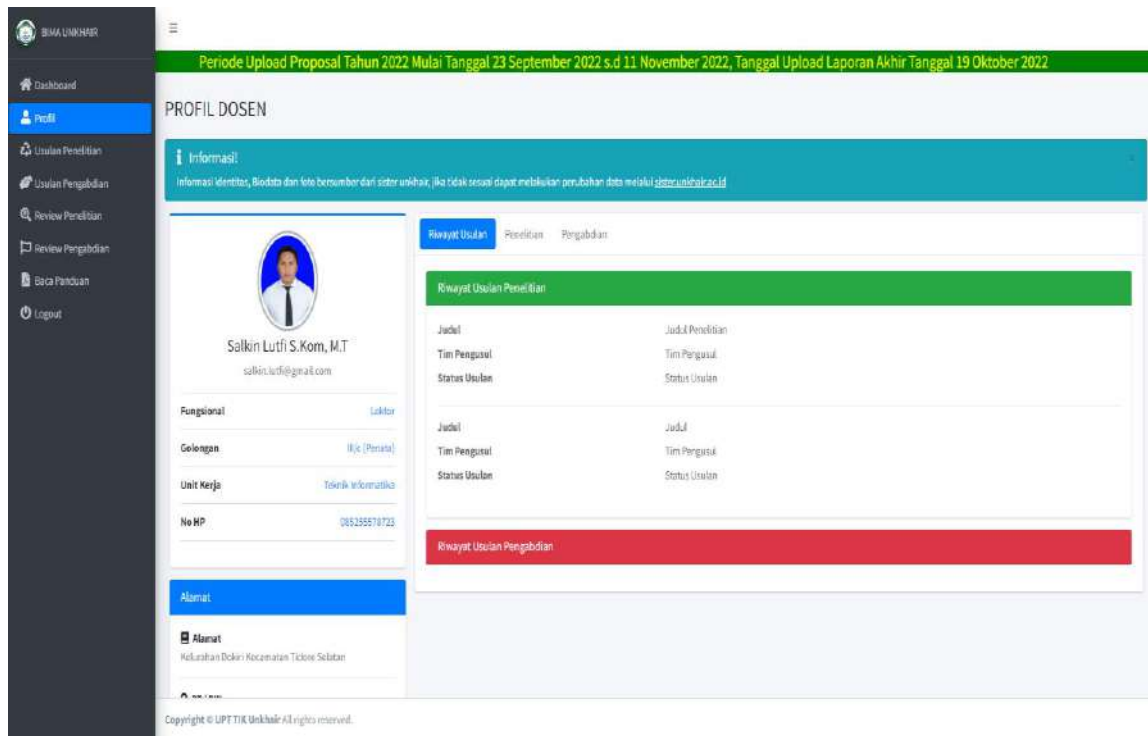 BIMA UNKHAIR
Dashboard
Profil
Usulan Penelitian
Usulan Pengabdian
Review Penelitian
Review Pengabdian
Baca Panduan
Logout
Periode Upload Proposal Tahun 2022 Mulai Tanggal 23 September 2022 s.d 11 November 2022, Tanggal Upload Laporan Akhir Tanggal 19 Oktober 2022
PROFIL DOSEN
Informasi!
Informasi Identitas, Biodata dan foto bersumber dari sister unkhair, jika tidak sesuai dapat melakukan perubahan data melalui sister.unkhair.ac.id
Salkin Lutfi S.Kom, M.T
salkin.lutfi@gmail.com
Fungsional Lektor
Golongan III/c (Penata)
Unit Kerja Teknik Informatika
No HP 085255578723
Alamat
Alamat
Kelurahan Dokiri Kecamatan Tidore Selatan
Riwayat Usulan Penelitian Pengabdian
Riwayat Usulan Penelitian
Judul Judul Penelitian
Tim Pengusul Tim Pengusul
Status Usulan Status Usulan
Judul Judul
Tim Pengusul Tim Pengusul
Status Usulan Status Usulan
Riwayat Usulan Pengabdian
Copyright © UPT TIK Unkhair All rights reserved.